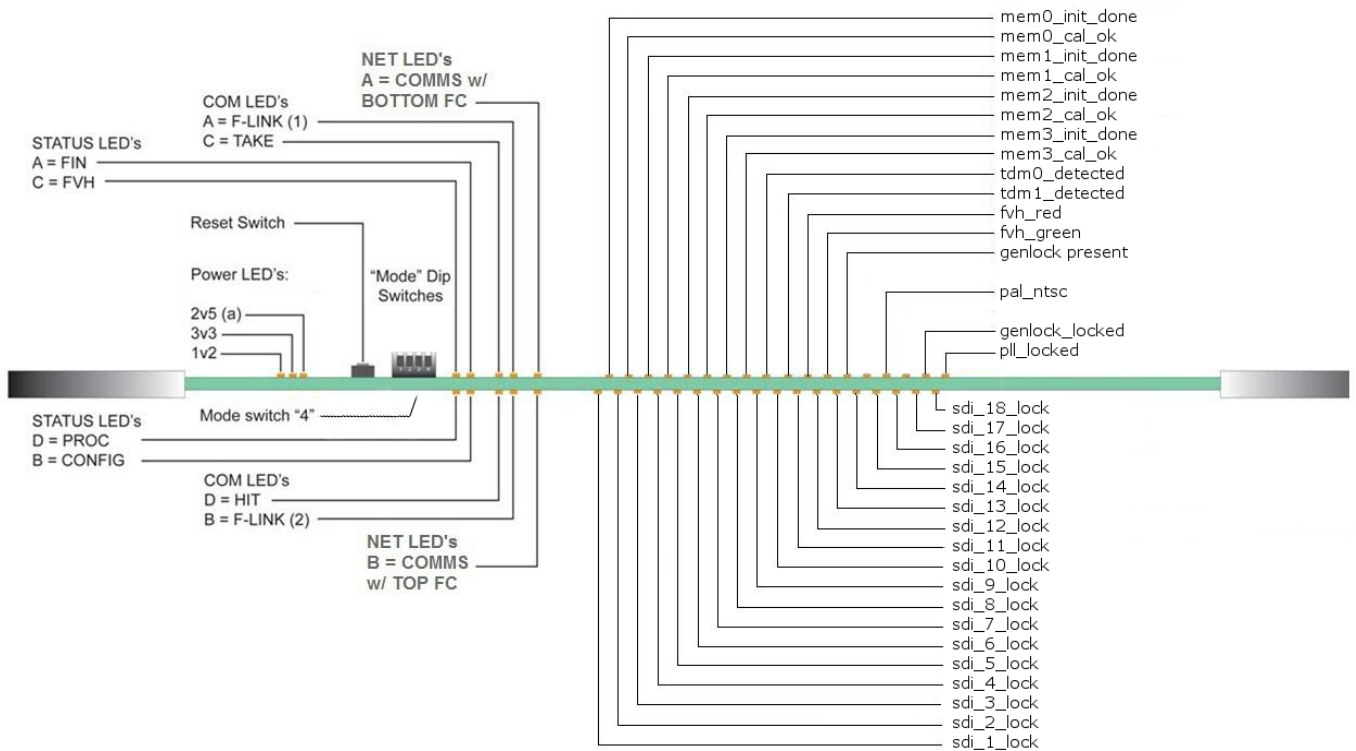 NET LED's
A = COMMS w/
BOTTOM FC
COM LED's
A = F-LINK (1)
C = TAKE
STATUS LED's
A = FIN
C = FVH
Reset Switch
Power LED's:
"Mode" Dip
Switches
2v5 (a)
3v3
1v2
mem0_init_done
mem0_cal_ok
mem1_init_done
mem1_cal_ok
mem2_init_done
mem2_cal_ok
mem3_init_done
mem3_cal_ok
tdm0_detected
tdm1_detected
fvh_red
fvh_green
genlock present
pal_ntsc
genlock_locked
pll_locked
Mode switch "4"
STATUS LED's
D = PROC
B = CONFIG
COM LED's
D = HIT
B = F-LINK (2)
NET LED's
B = COMMS
w/ TOP FC
sdi_18_lock
sdi_17_lock
sdi_16_lock
sdi_15_lock
sdi_14_lock
sdi_13_lock
sdi_12_lock
sdi_11_lock
sdi_10_lock
sdi_9_lock
sdi_8_lock
sdi_7_lock
sdi_6_lock
sdi_5_lock
sdi_4_lock
sdi_3_lock
sdi_2_lock
sdi_1_lock